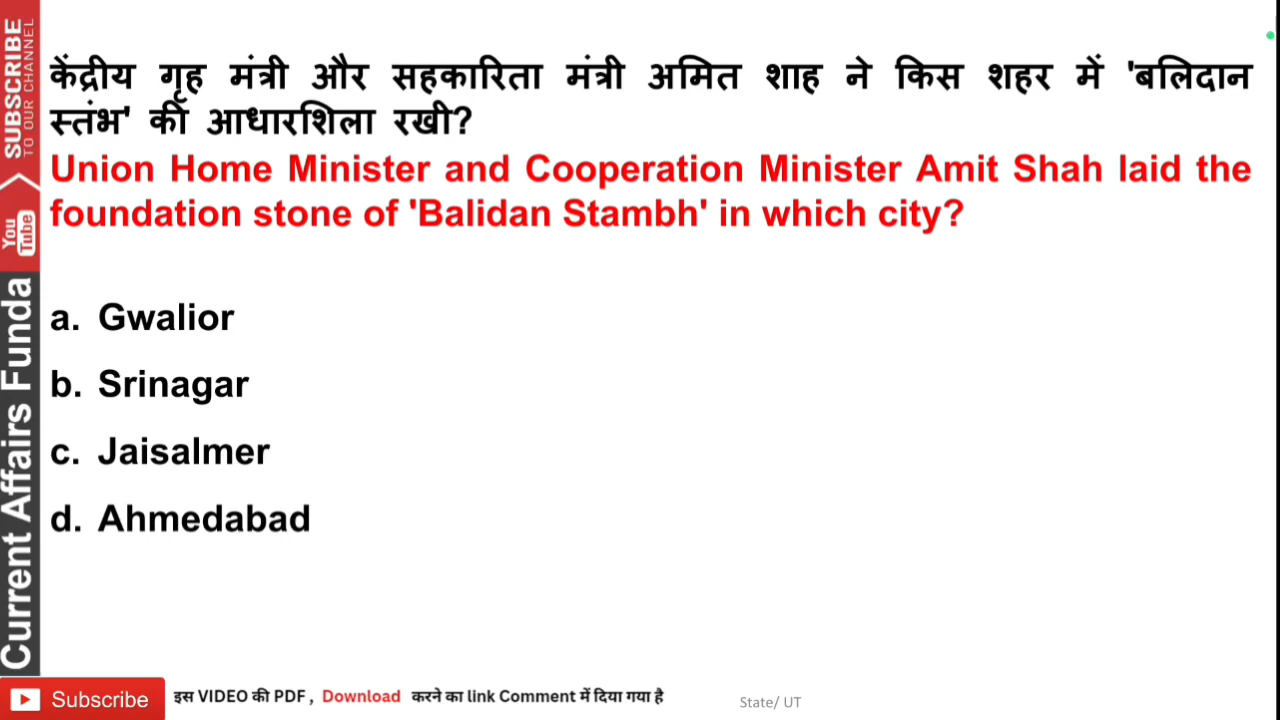 SUBSCRIBE
TO OUR CHANNEL
You
Tube
Current Affairs Funda
केंद्रीय गृह मंत्री और सहकारिता मंत्री अमित शाह ने किस शहर में 'बलिदान
स्तंभ' की आधारशिला रखी?
Union Home Minister and Cooperation Minister Amit Shah laid the
foundation stone of 'Balidan Stambh' in which city?
a. Gwalior
b. Srinagar
c. Jaisalmer
d. Ahmedabad
Subscribe
इस VIDEO की PDF , Download करने का link Comment में दिया गया है
State/ UT